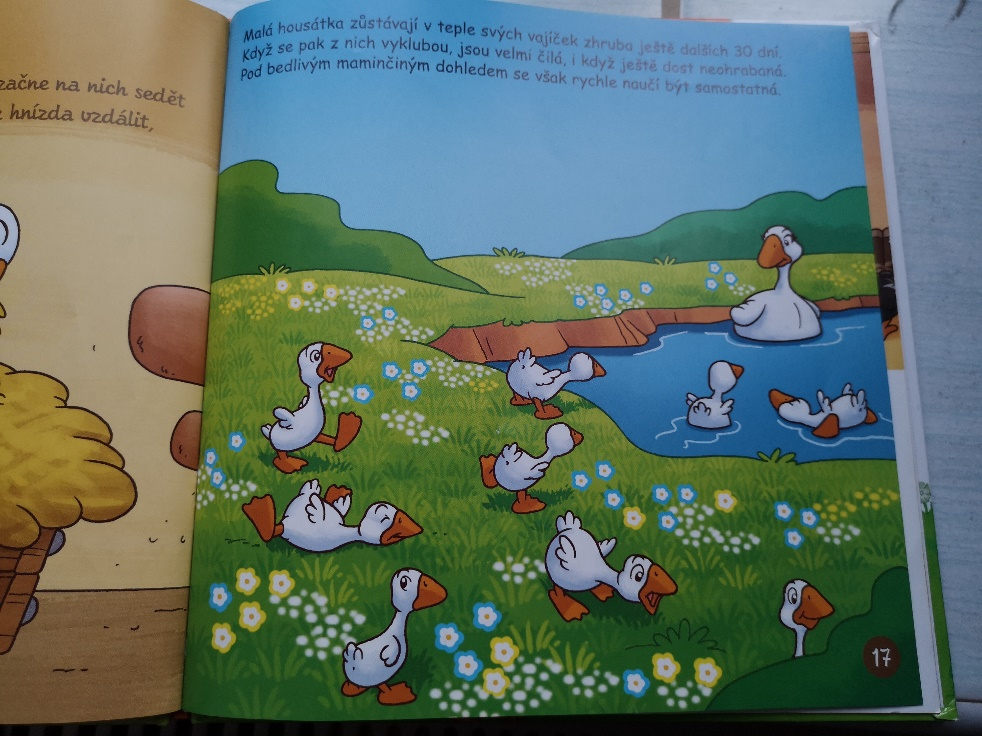 začne na nich sedět
hnízda vzdálit,
Malá housátka zůstávají v teple svých vajíček zhruba ještě dalších 30 dní.
Když se pak z nich vyklubou, jsou velmi čilá, i když ještě dost neohrabaná.
Pod bedlivým maminčiným dohledem se však rychle naučí být samostatná.
17